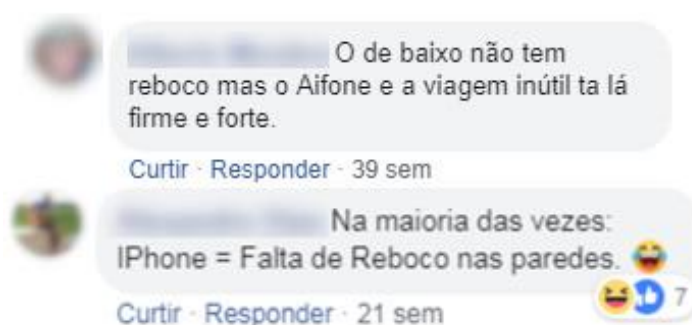 O de baixo não tem
reboco mas o Aifone e a viagem inútil ta lá
firme e forte.
Curtir · Responder · 39 sem
Na maioria das vezes:
IPhone = Falta de Reboco nas paredes. 😂
7
Curtir · Responder · 21 sem